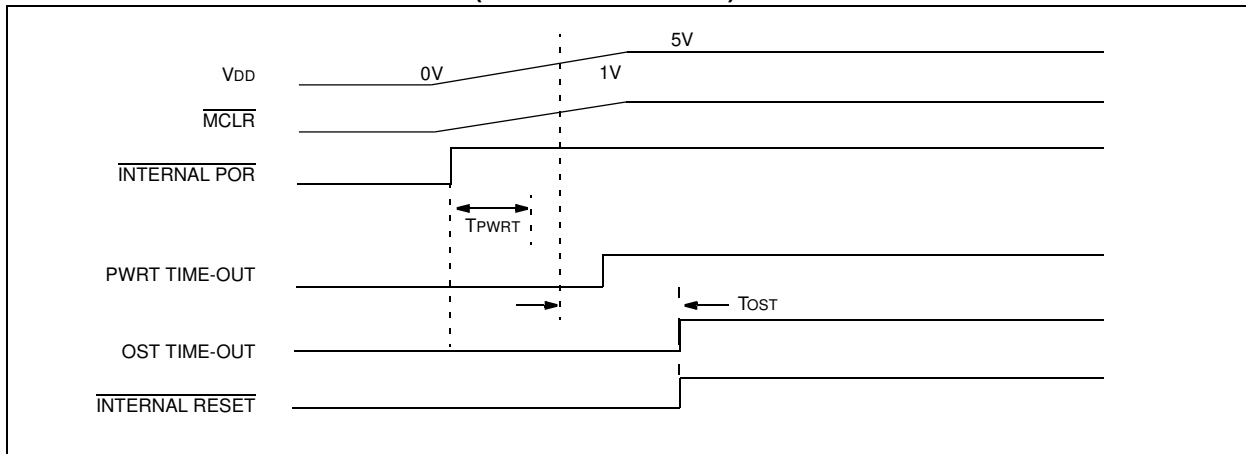 5V
VDD
0V
1V
MCLR
INTERNAL POR
TPWRT
PWRT TIME-OUT
TOST
OST TIME-OUT
INTERNAL RESET